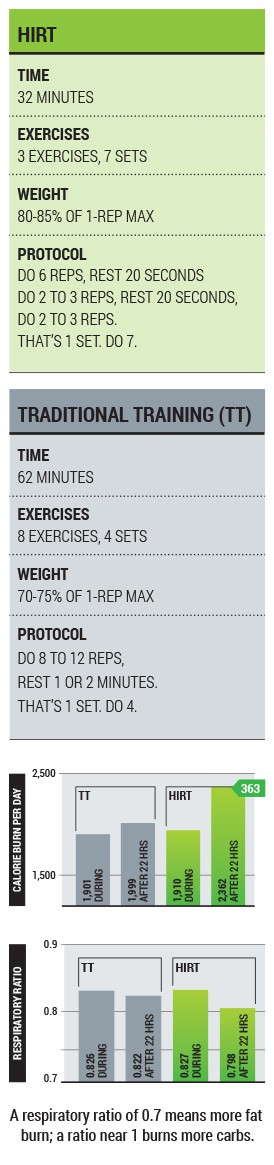 HIRT
TIME
32 MINUTES
EXERCISES
3 EXERCISES, 7 SETS
WEIGHT
80-85% OF 1-REP MAX
PROTOCOL
DO 6 REPS, REST 20 SECONDS
DO 2 TO 3 REPS, REST 20 SECONDS,
DO 2 TO 3 REPS.
THAT'S 1 SET. DO 7.
TRADITIONAL TRAINING (TT)
TIME
62 MINUTES
EXERCISES
8 EXERCISES, 4 SETS
WEIGHT
70-75% OF 1-REP MAX
PROTOCOL
DO 8 TO 12 REPS,
REST 1 OR 2 MINUTES.
THAT'S 1 SET. DO 4.
CALORIE BURN PER DAY
2,500
1,500
TT
HIRT
363
1,901
DURING
1,999
AFTER 22 HRS
1,910
DURING
2,362
AFTER 22 HRS
RESPIRATORY RATIO
0.9
0.8
0.7
TT
HIRT
0.826
DURING
0.822
AFTER 22 HRS
0.827
DURING
0.798
AFTER 22 HRS
A respiratory ratio of 0.7 means more fat
burn; a ratio near 1 burns more carbs.